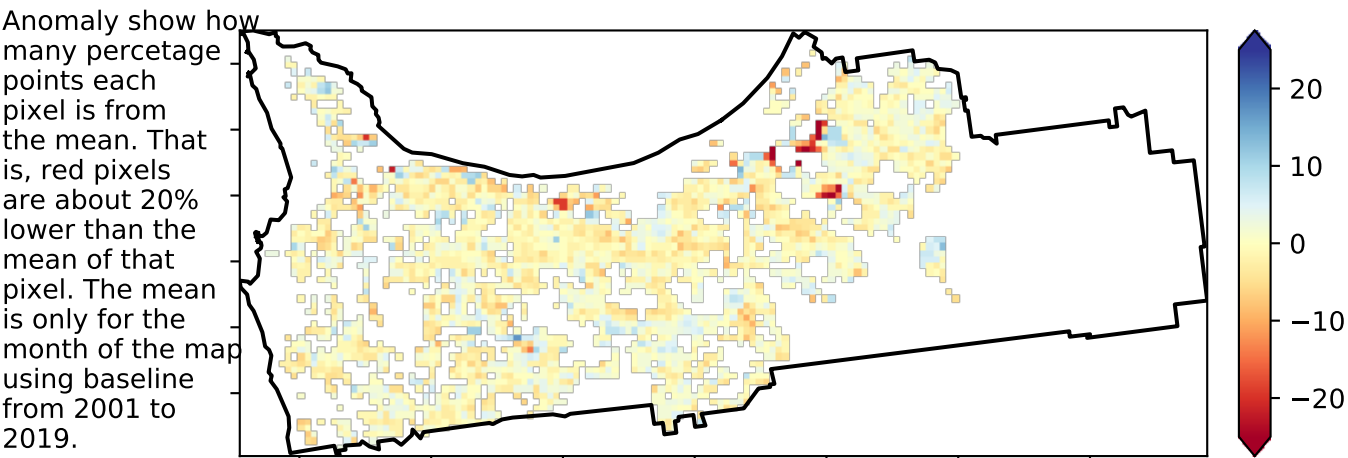 Anomaly show how
many percetage
points each
pixel is from
the mean. That
is, red pixels
are about 20%
lower than the
mean of that
pixel. The mean
is only for the
month of the map
using baseline
from 2001 to
2019.
20
10
0
−10
−20